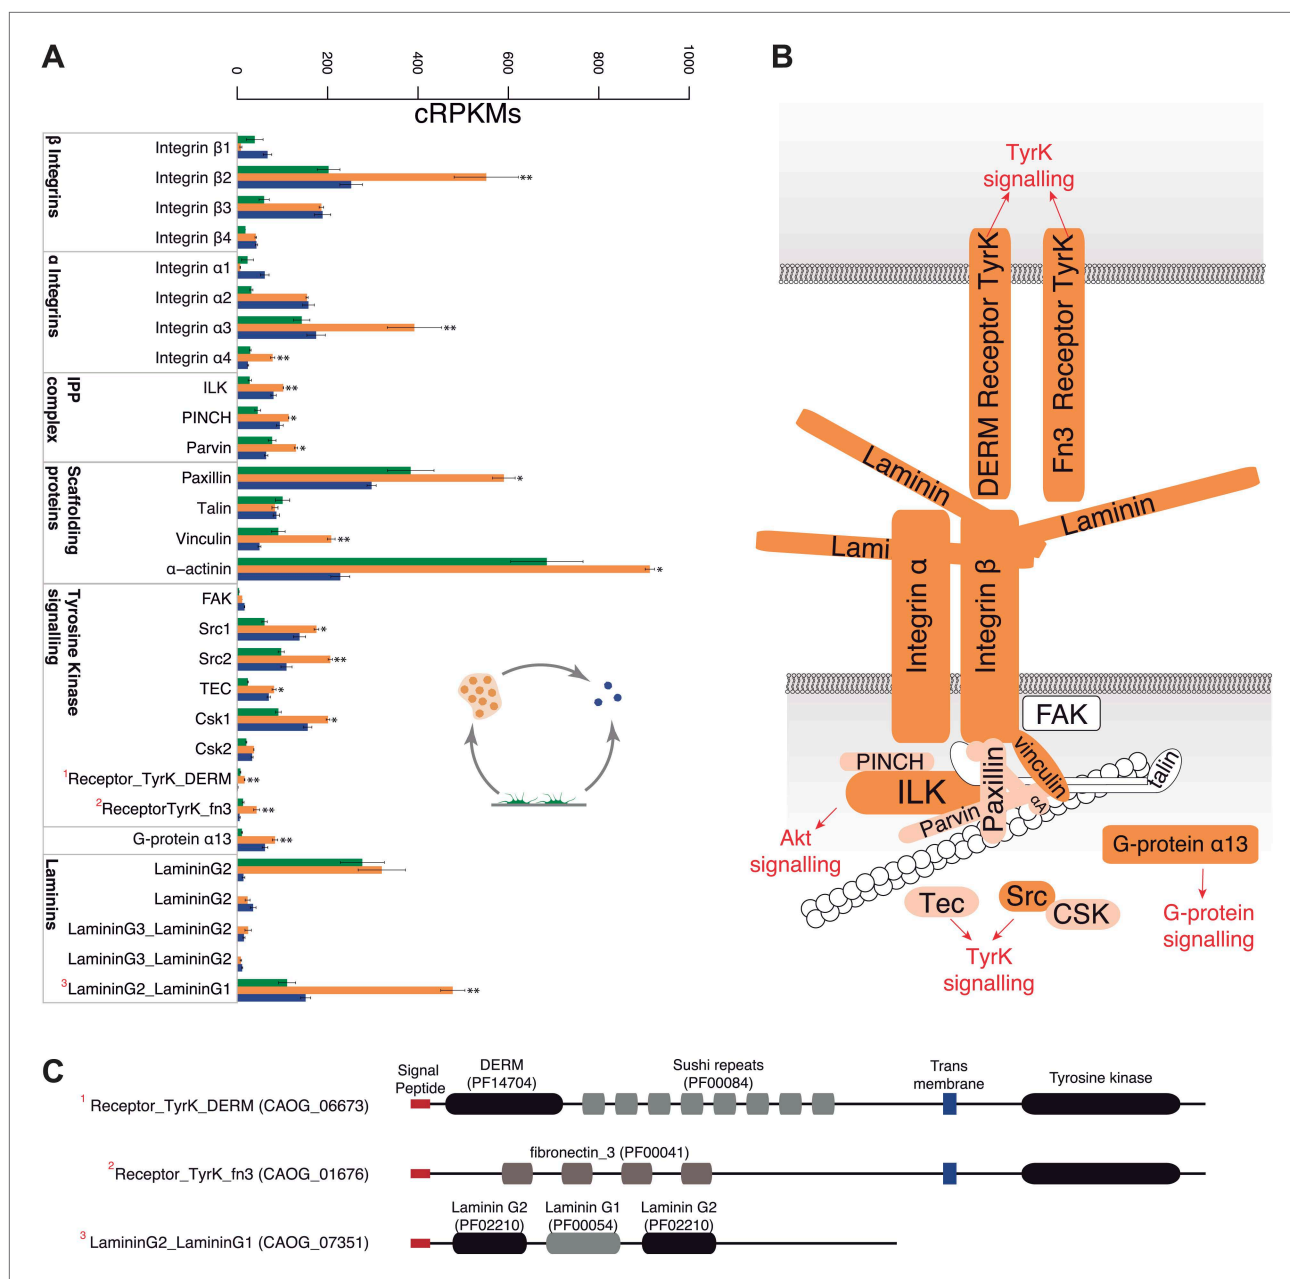 A
0
200
400
600
800
1000
cRPKMs
β Integrins
Integrin β1
Integrin β2
**
Integrin β3
Integrin β4
α Integrins
Integrin α1
Integrin α2
Integrin α3
**
Integrin α4
**
IPP
complex
ILK
**
PINCH
*
Parvin
*
Scaffolding
proteins
Paxillin
*
Talin
Vinculin
**
α−actinin
*
Tyrosine Kinase
signalling
FAK
Src1
*
Src2
**
TEC
*
Csk1
*
Csk2
1Receptor_TyrK_DERM
**
2ReceptorTyrK_fn3
**
G-protein α13
**
Laminins
LamininG2
LamininG2
LamininG3_LamininG2
LamininG3_LamininG2
3LamininG2_LamininG1
**
B
TyrK
signalling
DERM Receptor TyrK
Fn3 Receptor TyrK
Laminin
Laminin
Lami
Integrin α
Integrin β
FAK
PINCH
ILK
Parvin
Paxillin
αA
vinculin
talin
Akt
signalling
G-protein α13
Tec
Src
CSK
G-protein
signalling
TyrK
signalling
C
Signal
Peptide
DERM
(PF14704)
Sushi repeats
(PF00084)
Trans
membrane
Tyrosine kinase
1 Receptor_TyrK_DERM (CAOG_06673)
fibronectin_3 (PF00041)
2Receptor_TyrK_fn3 (CAOG_01676)
Laminin G2
(PF02210)
Laminin G1
(PF00054)
Laminin G2
(PF02210)
3 LamininG2_LamininG1 (CAOG_07351)